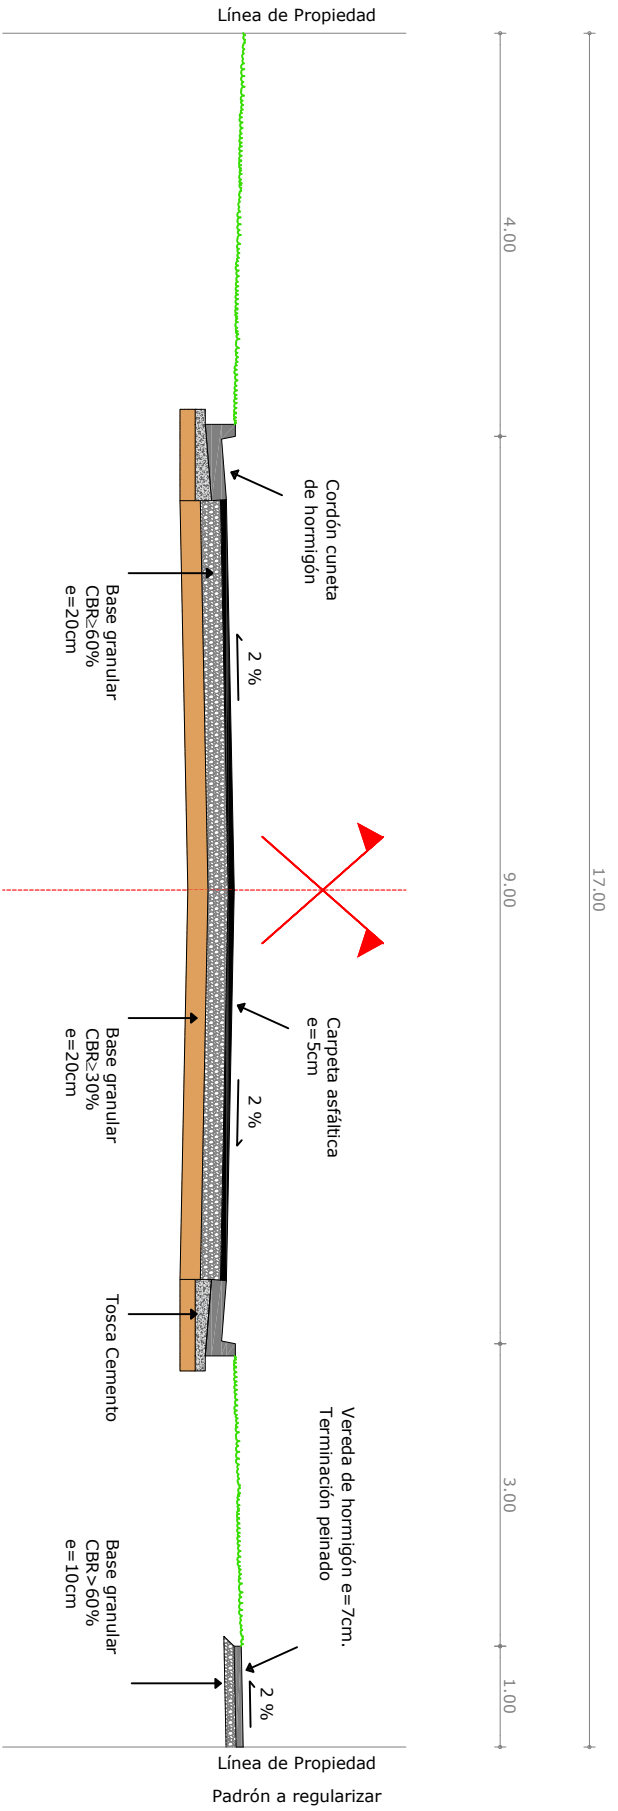 Línea de Propiedad
4.00
17.00
9.00
3.00
1.00
Cordón cuneta
de hormigón
Base granular
CBR≥60%
e=20cm
2 %
Carpeta asfáltica
e=5cm
Base granular
CBR≥30%
e=20cm
2 %
Tosca Cemento
Vereda de hormigón e=7cm.
Terminación peinado
Base granular
CBR>60%
e=10cm
2 %
Línea de Propiedad
Padrón a regularizar